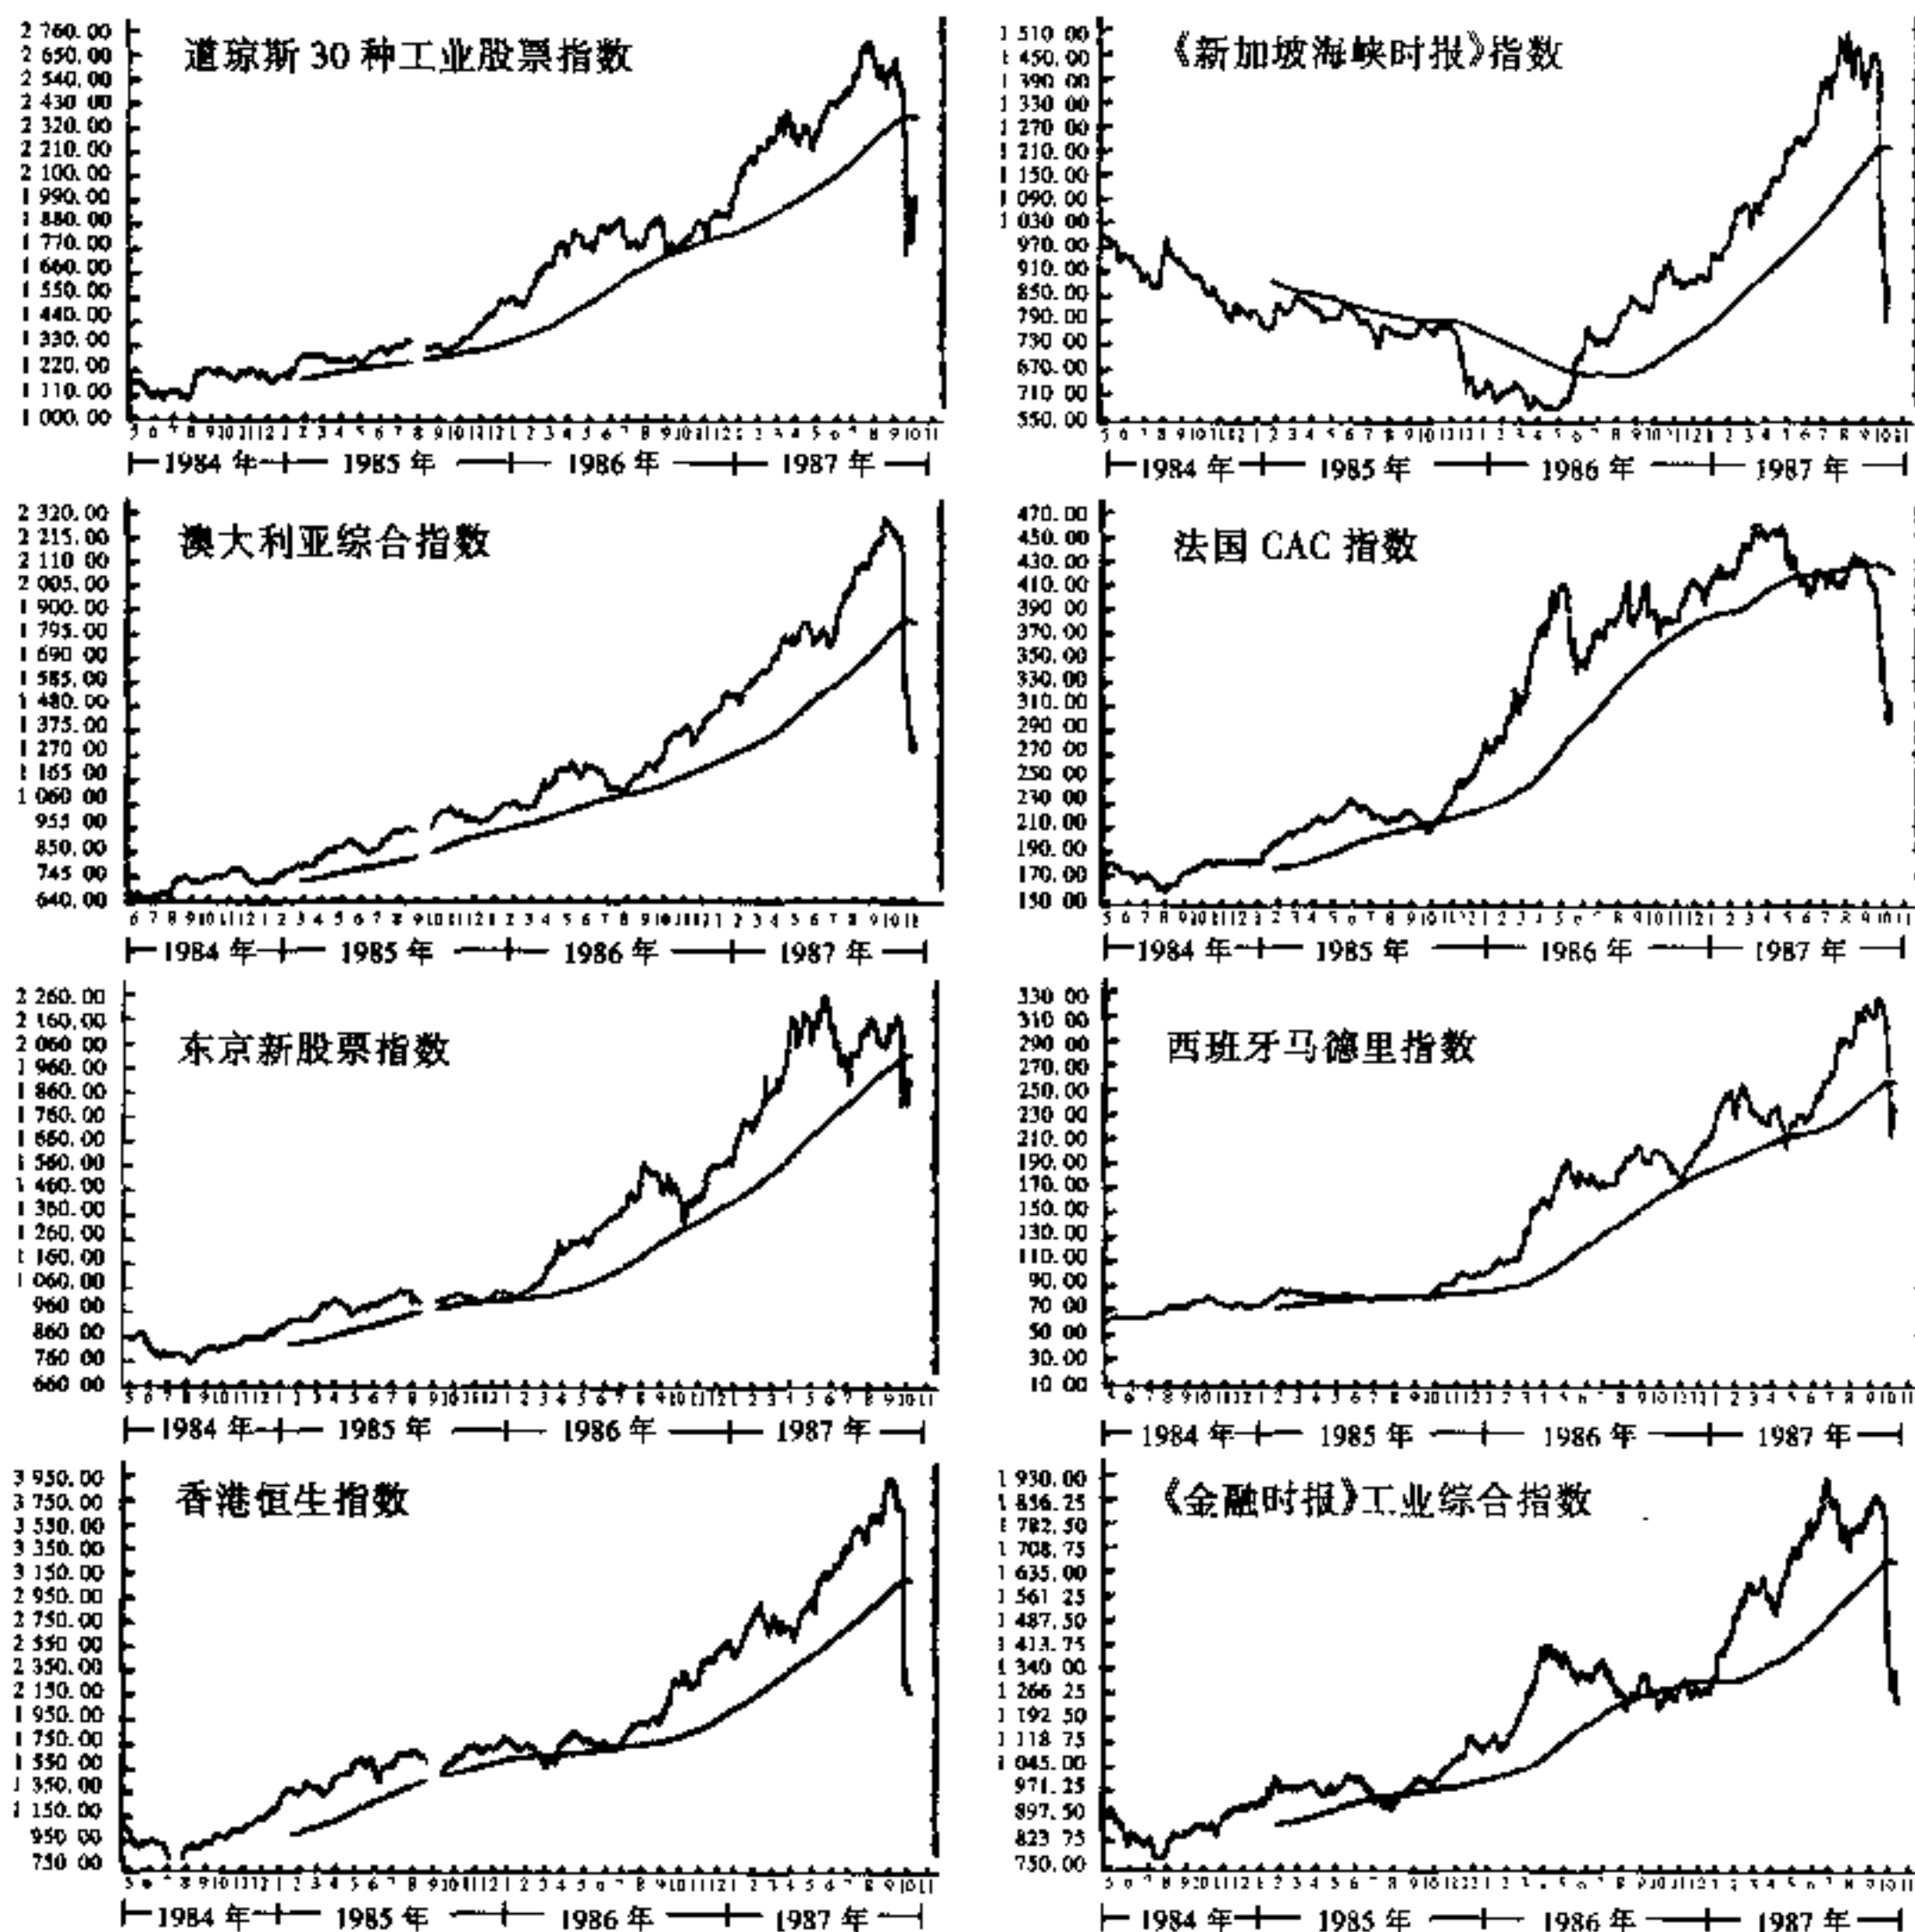 道琼斯 30 种工业股票指数
2 760.00
2 650.00
2 540.00
2 430.00
2 320.00
2 210.00
2 100.00
1 990.00
1 880.00
1 770.00
1 660.00
1 550.00
1 440.00
1 330.00
1 220.00
1 110.00
1 000.00
1984 年
1985 年
1986 年
1987 年
《新加坡海峡时报》指数
1 510 00
1 450.00
1 390.00
1 330 00
1 270 00
1 210.00
1 150.00
1 090 00
1 030 00
970.00
910.00
850.00
790.00
730.00
670.00
710.00
550.00
1984 年
1985 年
1986 年
1987 年
澳大利亚综合指数
2 320.00
2 215.00
2 110 00
2 005.00
1 900.00
1 795.00
1 690 00
1 585.00
1 480.00
1 375.00
1 270 00
1 165.00
1 060 00
955 00
850.00
745 00
640.00
1984 年
1985 年
1986 年
1987 年
法国 CAC 指数
470.00
450.00
430.00
410.00
390.00
370.00
350.00
330.00
310.00
290.00
270.00
250.00
230.00
210.00
190.00
170.00
150 00
1984 年
1985 年
1986 年
1987 年
东京新股票指数
2 260.00
2 160.00
2 060 00
1 960.00
1 860.00
1 760.00
1 660.00
1 560.00
1 460.00
1 360.00
1 260.00
1 160.00
1 060.00
960 00
860 00
760 00
660 00
1984 年
1985 年
1986 年
1987 年
西班牙马德里指数
330 00
310.00
290.00
270.00
250.00
230.00
210.00
190.00
170.00
150.00
130.00
110.00
90.00
70 00
50 00
30.00
10 00
1984 年
1985 年
1986 年
1987 年
香港恒生指数
3 950.00
3 750.00
3 550.00
3 350.00
3 150.00
2 950.00
2 750.00
2 550 00
2 350.00
2 150.00
1 950.00
1 750.00
1 550.00
1 350.00
1 150.00
950 00
750 00
1984 年
1985 年
1986 年
1987 年
《金融时报》工业综合指数
1 930.00
1 856.25
1 782.50
1 708.75
1 635.00
1 561 25
1 487.50
1 413.75
1 340 00
1 266 25
1 192 50
1 118 75
1 045.00
971.25
897.50
823 75
750.00
1984 年
1985 年
1986 年
1987 年